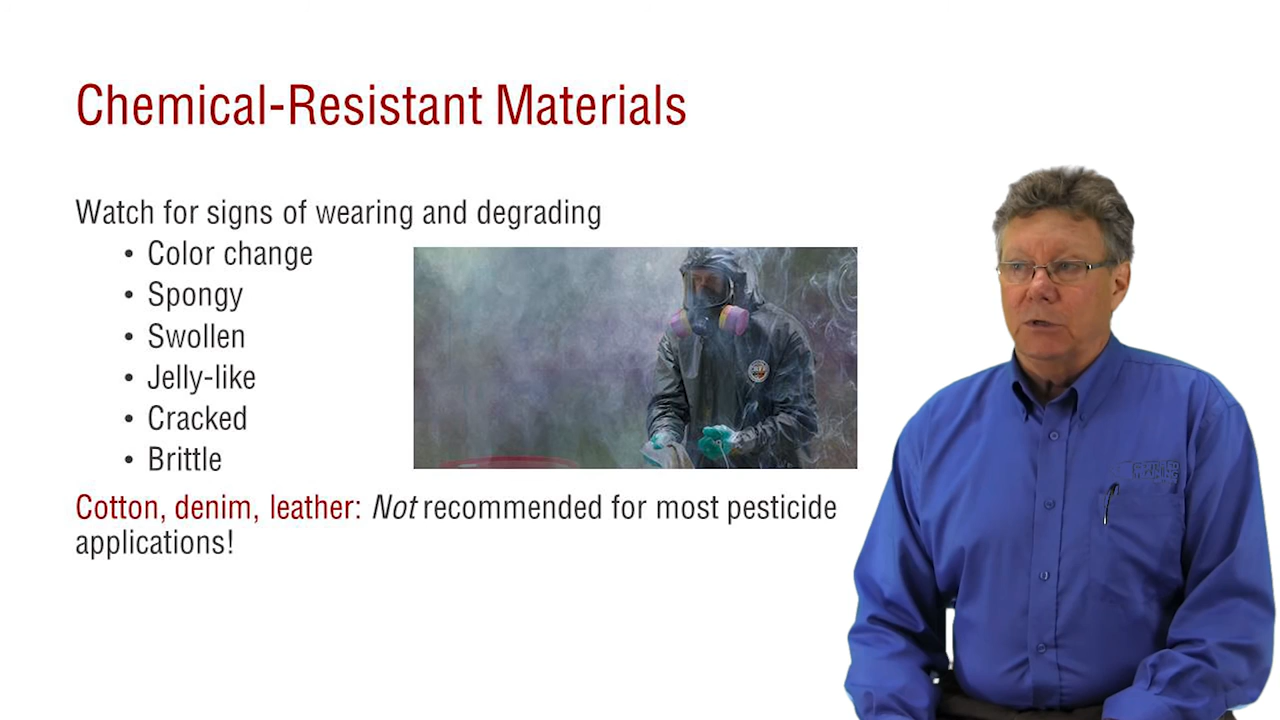 Chemical-Resistant Materials
Watch for signs of wearing and degrading
• Color change
• Spongy
• Swollen
• Jelly-like
• Cracked
• Brittle
Cotton, denim, leather: Not recommended for most pesticide
applications!